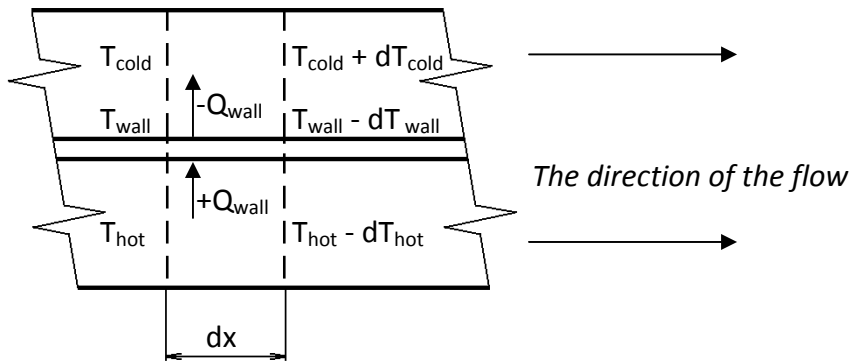 T_cold T_cold + dT_cold
-Q_wall
T_wall T_wall - dT_wall
The direction of the flow
+Q_wall
T_hot T_hot - dT_hot
dx